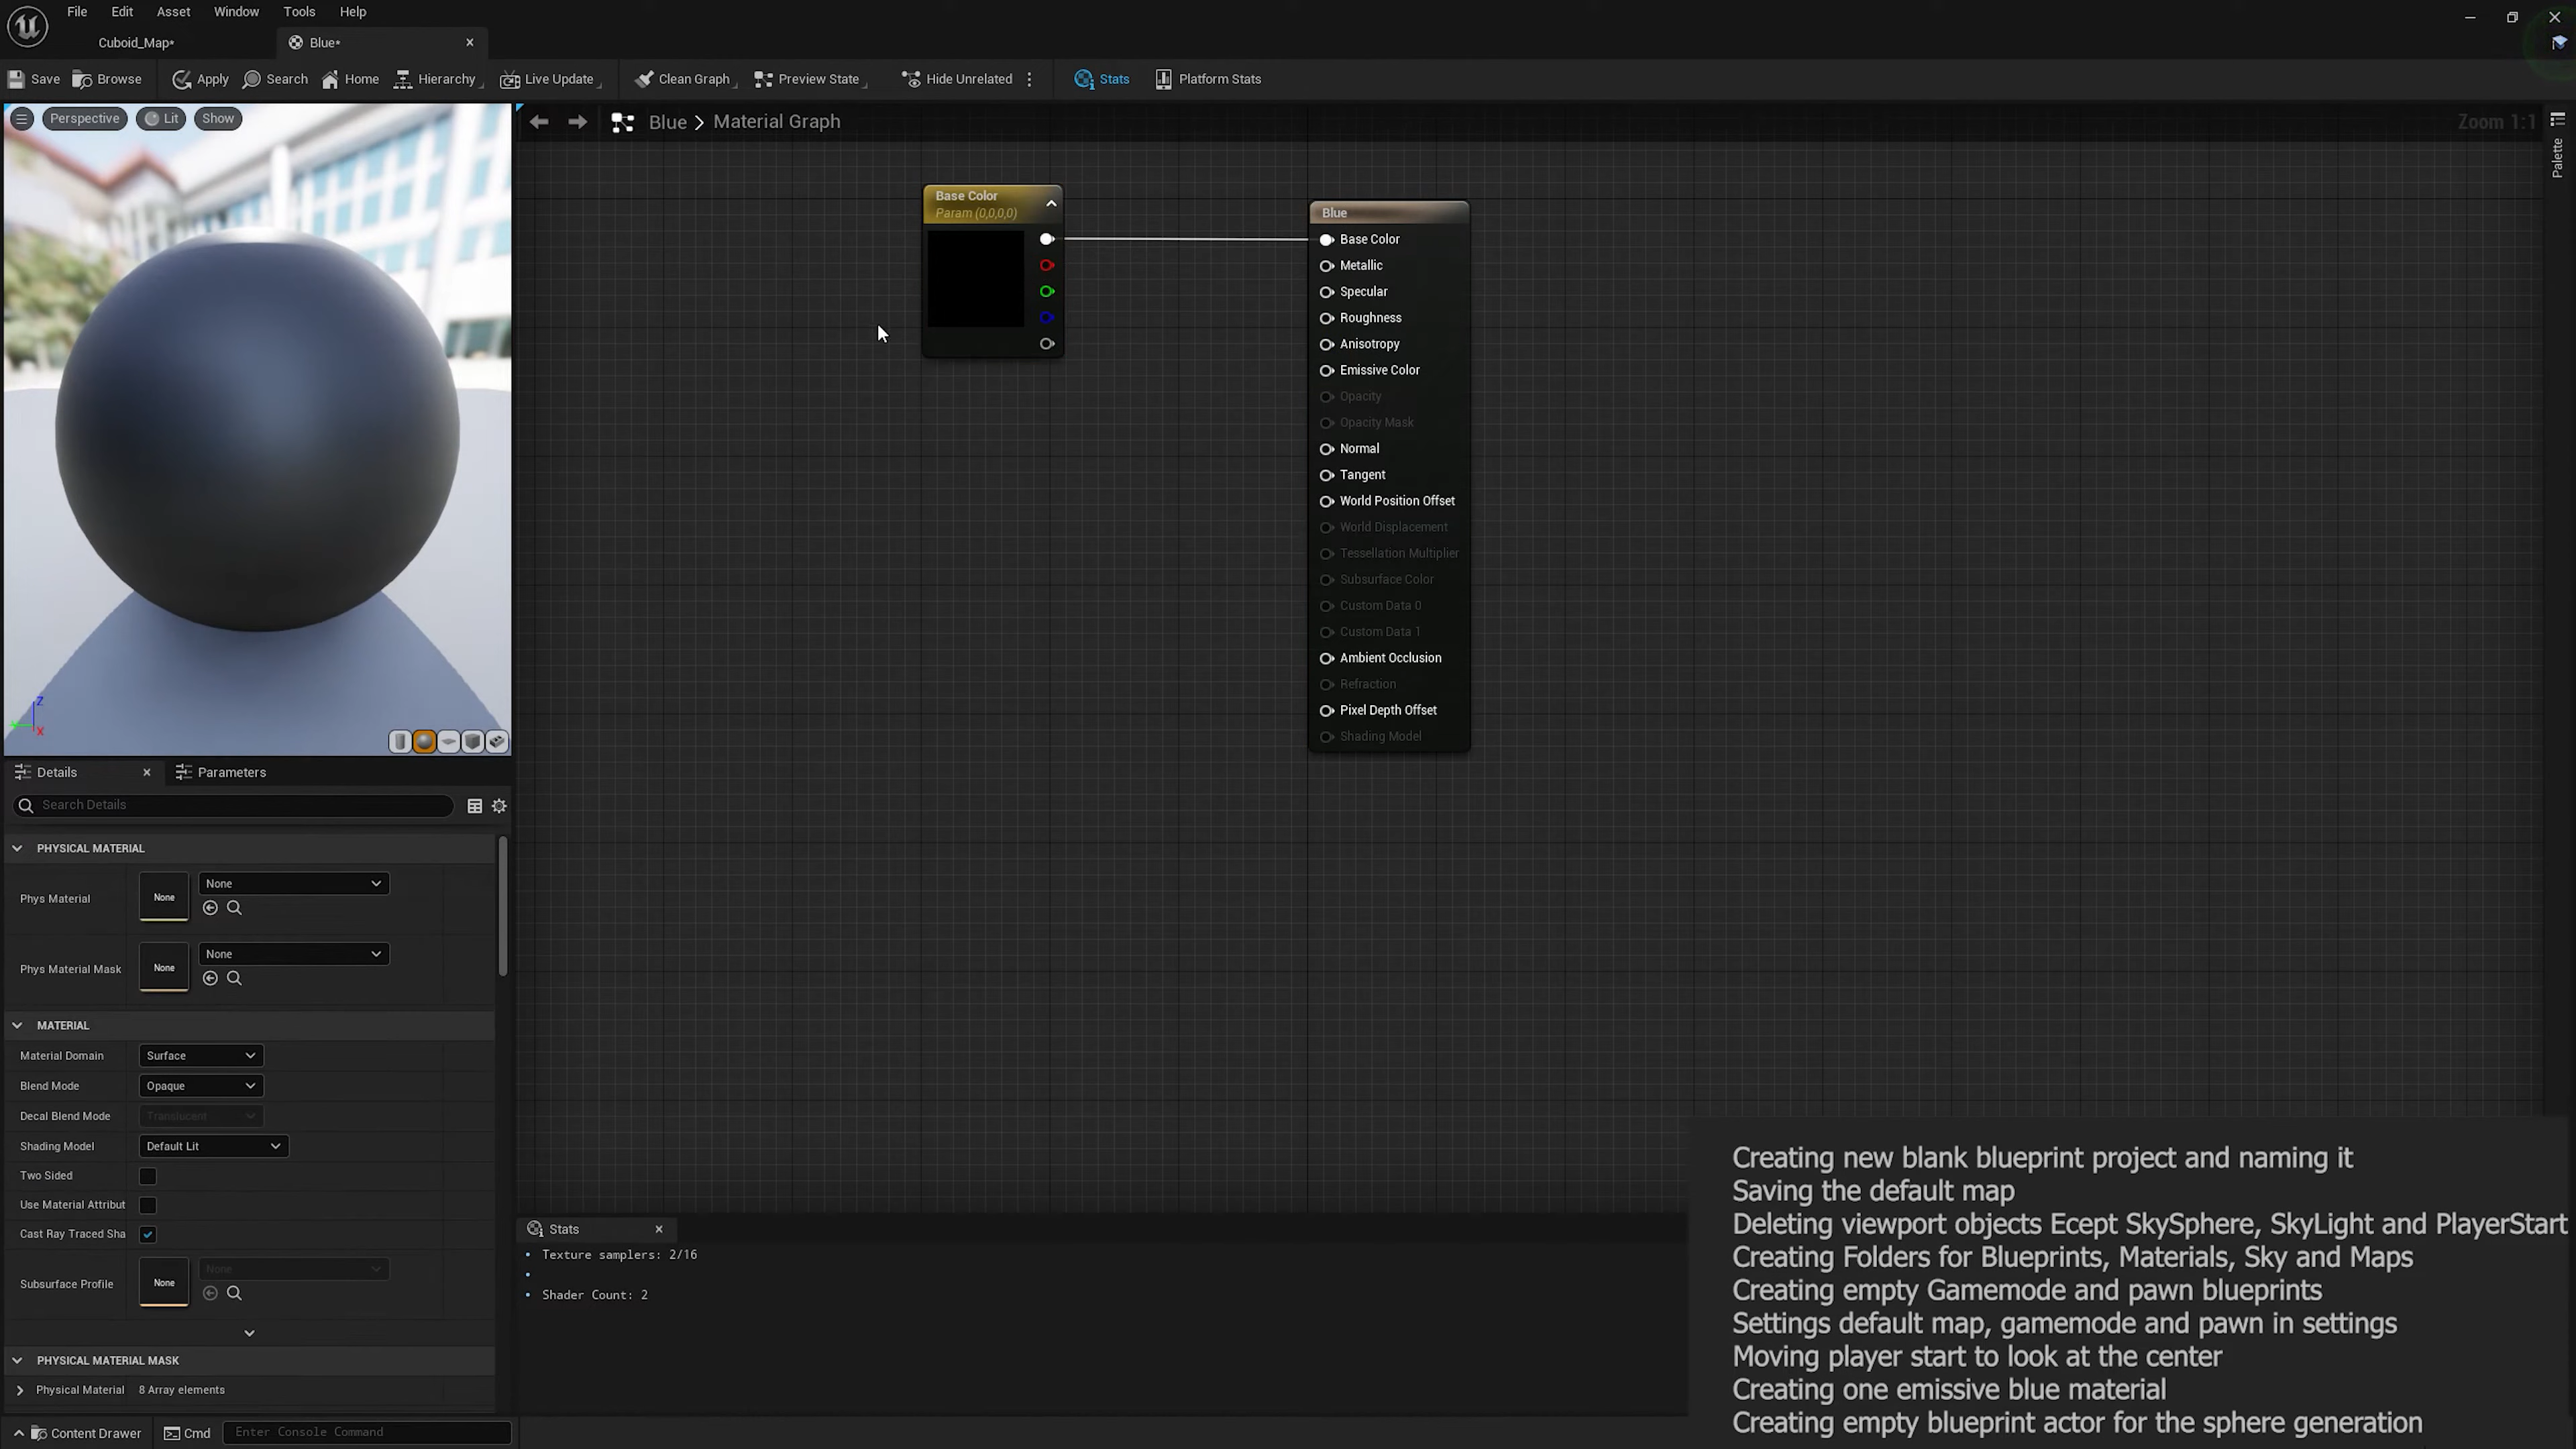 File Edit Asset Window Tools Help
Cuboid_Map*
Blue*
Save Browse Apply Search Home Hierarchy Live Update Clean Graph Preview State Hide Unrelated Stats Platform Stats
Perspective Lit Show
Blue > Material Graph
Zoom 1:1
Palette
Base Color
Param (0,0,0,0)
Blue
Base Color
Metallic
Specular
Roughness
Anisotropy
Emissive Color
Opacity
Opacity Mask
Normal
Tangent
World Position Offset
World Displacement
Tessellation Multiplier
Subsurface Color
Custom Data 0
Custom Data 1
Ambient Occlusion
Refraction
Pixel Depth Offset
Shading Model
Z
X
Details
Parameters
Search Details
PHYSICAL MATERIAL
Phys Material None None
Phys Material Mask None None
MATERIAL
Material Domain Surface
Blend Mode Opaque
Decal Blend Mode Translucent
Shading Model Default Lit
Two Sided
Use Material Attribut
Cast Ray Traced Sha
Subsurface Profile None None
PHYSICAL MATERIAL MASK
Physical Material 8 Array elements
Content Drawer Cmd Enter Console Command
Stats
Texture samplers: 2/16
Shader Count: 2
Creating new blank blueprint project and naming it
Saving the default map
Deleting viewport objects Ecept SkySphere, SkyLight and PlayerStart
Creating Folders for Blueprints, Materials, Sky and Maps
Creating empty Gamemode and pawn blueprints
Settings default map, gamemode and pawn in settings
Moving player start to look at the center
Creating one emissive blue material
Creating empty blueprint actor for the sphere generation